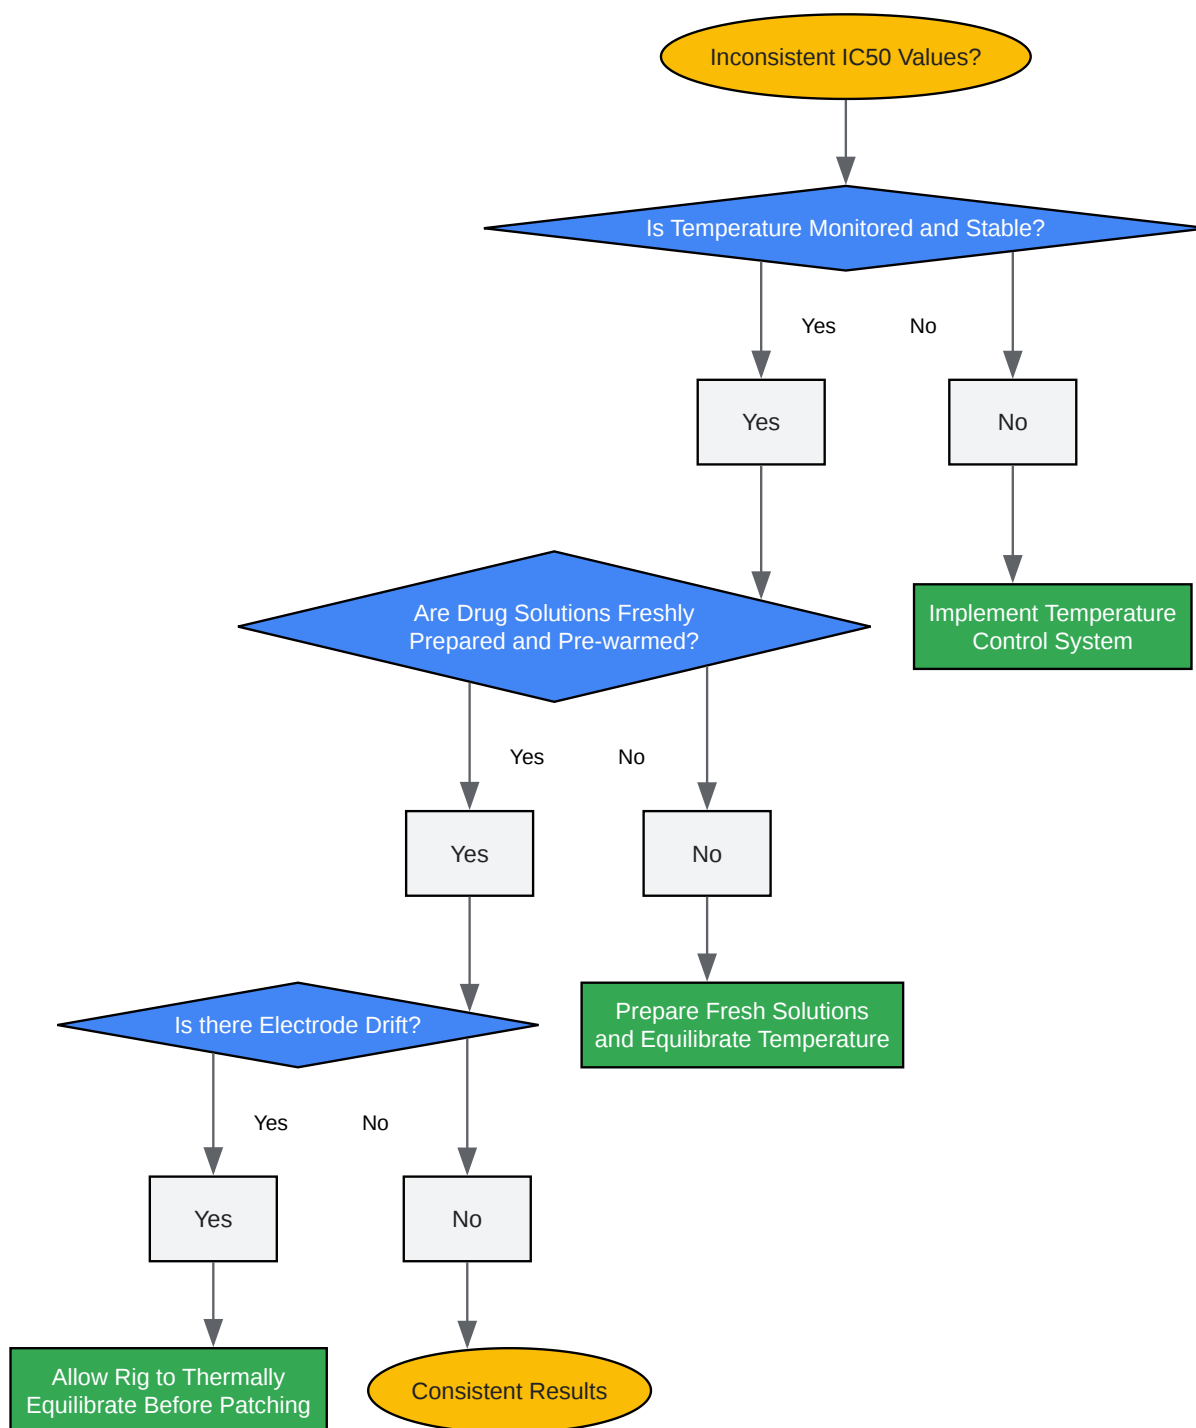 Inconsistent IC50 Values?
Is Temperature Monitored and Stable?
Yes
No
Yes
No
Are Drug Solutions Freshly
Prepared and Pre-warmed?
Implement Temperature
Control System
Yes
No
Yes
No
Is there Electrode Drift?
Prepare Fresh Solutions
and Equilibrate Temperature
Yes
No
Yes
No
Allow Rig to Thermally
Equilibrate Before Patching
Consistent Results